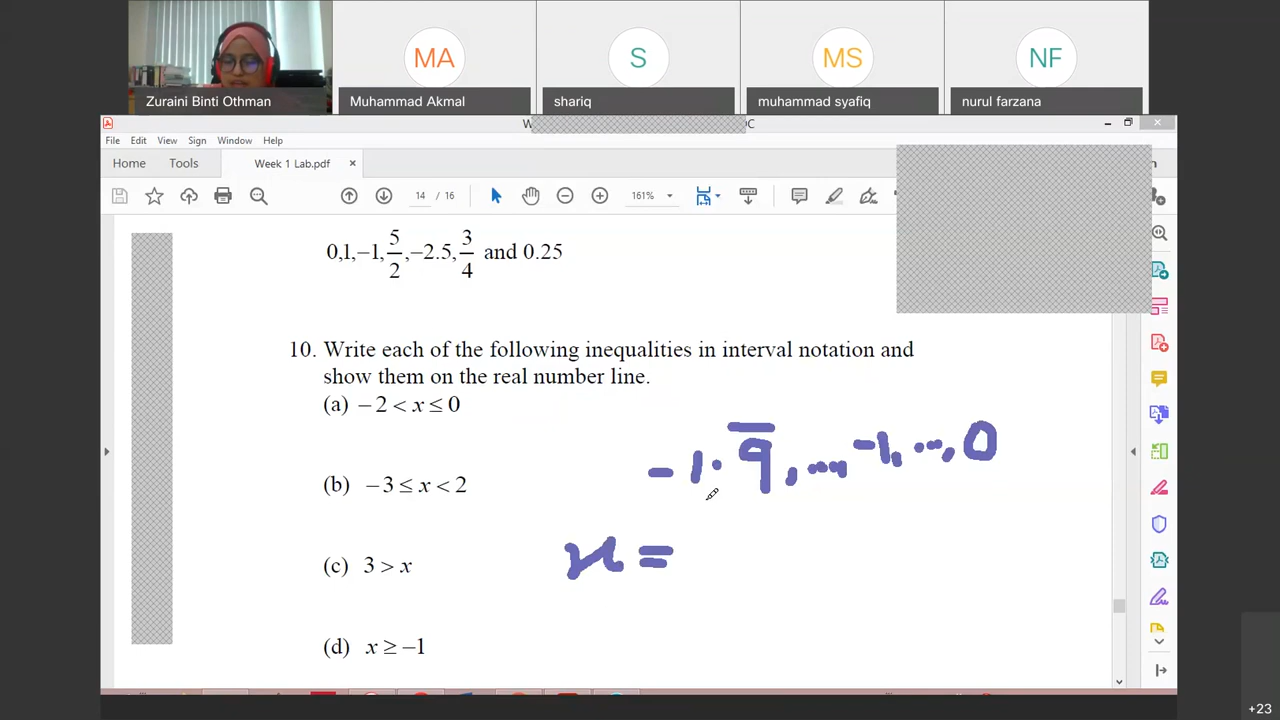 MA
S
MS
NF
Zuraini Binti Othman
Muhammad Akmal
shariq
muhammad syafiq
nurul farzana
W
C
File Edit View Sign Window Help
Home Tools Week 1 Lab.pdf ×
14 / 16 161%
0,1,−1, 5/2 ,−2.5, 3/4 and 0.25
10. Write each of the following inequalities in interval notation and
show them on the real number line.
(a) −2 < x ≤ 0
-1.9̅, ..., -1, ..., 0
(b) −3 ≤ x < 2
x =
(c) 3 > x
(d) x ≥ −1
+23